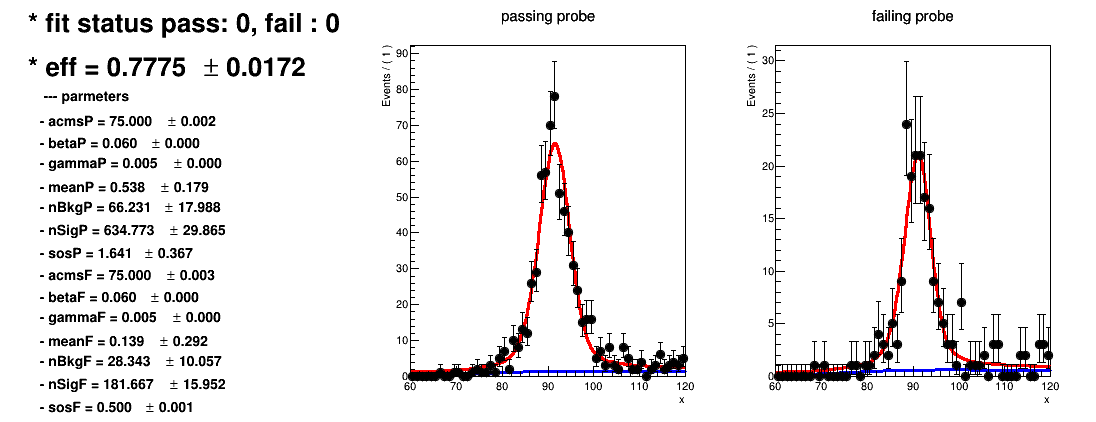 * fit status pass: 0, fail : 0
* eff = 0.7775 ± 0.0172
--- parmeters
- acmsP = 75.000 ± 0.002
- betaP = 0.060 ± 0.000
- gammaP = 0.005 ± 0.000
- meanP = 0.538 ± 0.179
- nBkgP = 66.231 ± 17.988
- nSigP = 634.773 ± 29.865
- sosP = 1.641 ± 0.367
- acmsF = 75.000 ± 0.003
- betaF = 0.060 ± 0.000
- gammaF = 0.005 ± 0.000
- meanF = 0.139 ± 0.292
- nBkgF = 28.343 ± 10.057
- nSigF = 181.667 ± 15.952
- sosF = 0.500 ± 0.001
passing probe
Events / ( 1 )
90
80
70
60
50
40
30
20
10
0
60 70 80 90 100 110 120
x
failing probe
Events / ( 1 )
30
25
20
15
10
5
0
60 70 80 90 100 110 120
x